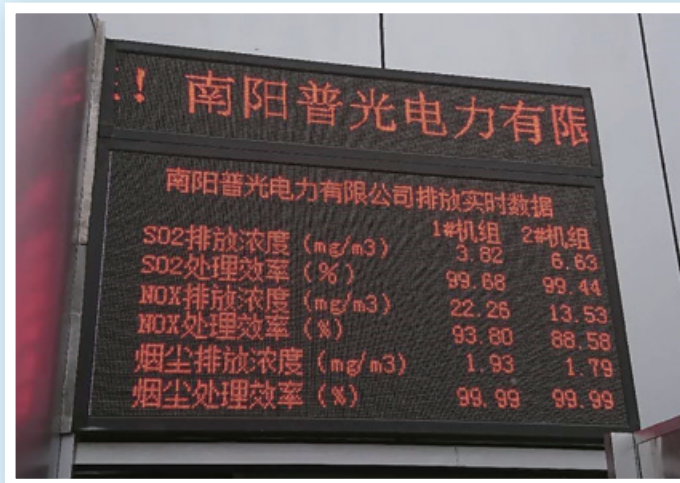 ! 南阳普光电力有限
南阳普光电力有限公司排放实时数据
1#机组 2#机组
SO2排放浓度(mg/m3) 3.82 6.63
SO2处理效率(%) 99.68 99.44
NOX排放浓度(mg/m3) 22.26 13.53
NOX处理效率(%) 93.80 88.58
烟尘排放浓度(mg/m3) 1.93 1.79
烟尘处理效率(%) 99.99 99.99